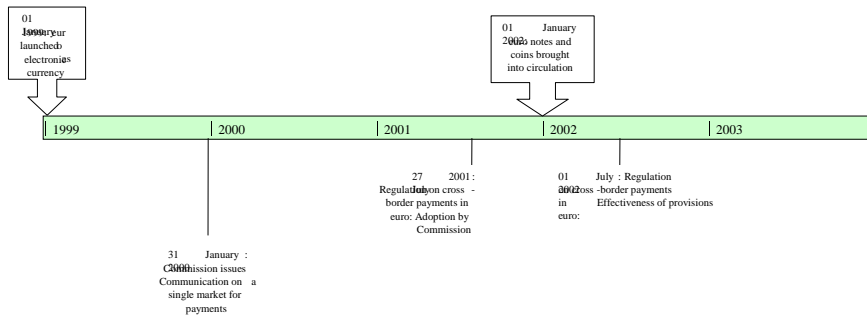 01 January
1999: euro
launched as
electronic
currency
01 January
2002:
euro notes and
coins brought
into circulation
1999 2000 2001 2002 2003
27 July 2001:
Regulation on cross-
border payments in
euro: Adoption by
Commission
01 July 2002: Regulation
on cross-border payments
in euro:
Effectiveness of provisions
31 January 2000:
Commission issues
Communication on a
single market for
payments